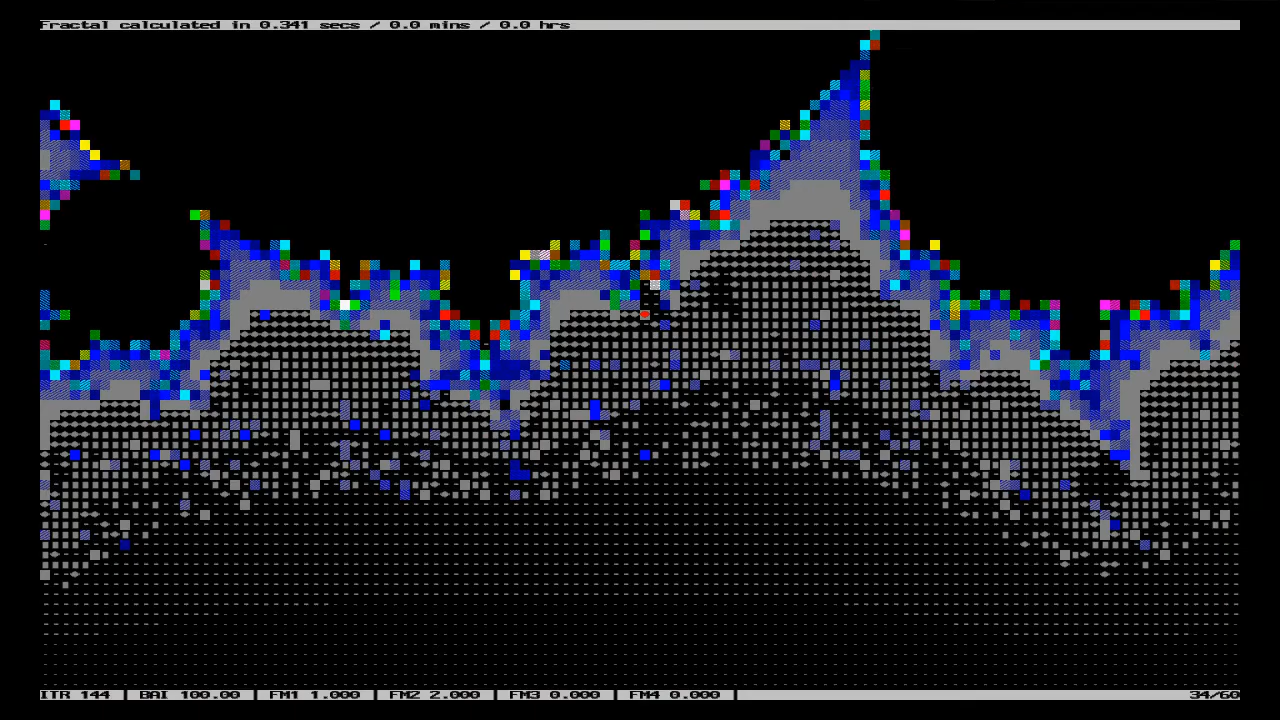 Fractal calculated in 0.341 secs / 0.0 mins / 0.0 hrs
ITR 144 | BAI 100.00 | FM1 1.000 | FM2 2.000 | FM3 0.000 | FM4 0.000 | 34/60